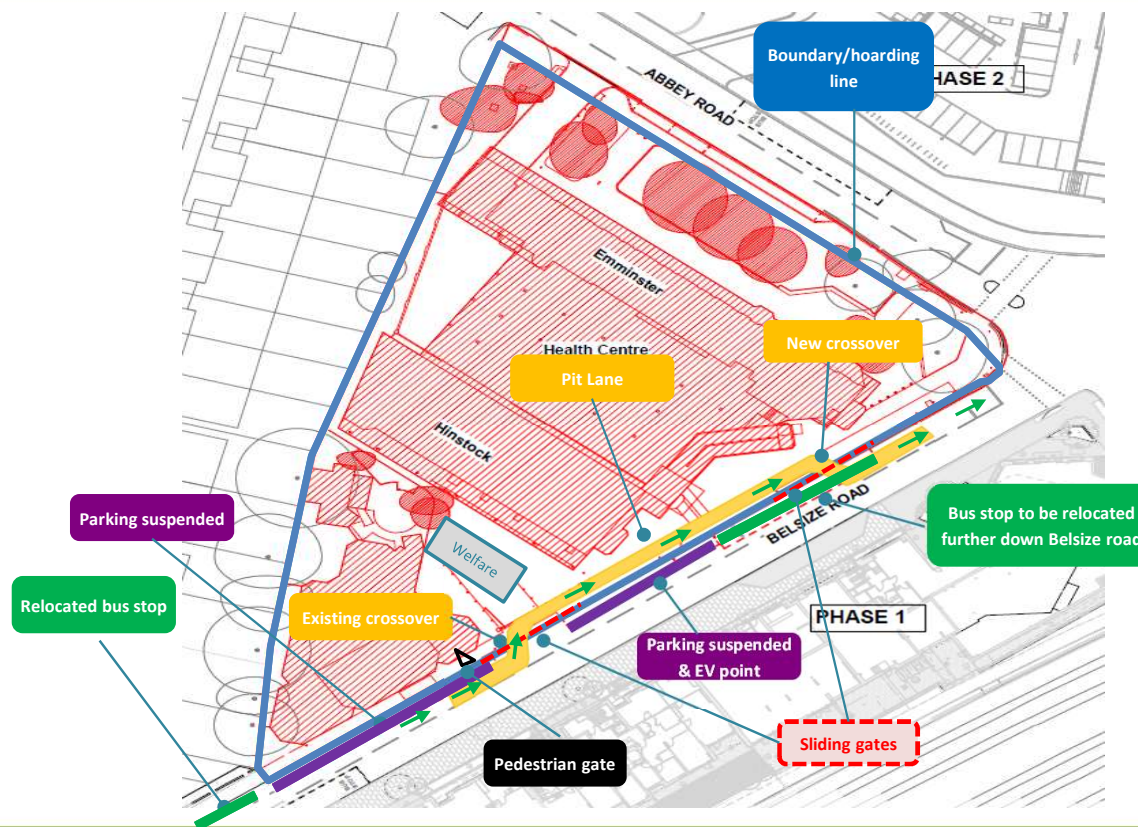 Boundary/hoarding
line
HASE 2
ABBEY ROAD
Emminster
New crossover
Health Centre
Pit Lane
Hinstock
Parking suspended
Welfare
BELSIZE ROAD
Bus stop to be relocated
further down Belsize road
Relocated bus stop
Existing crossover
PHASE 1
Parking suspended
& EV point
Sliding gates
Pedestrian gate